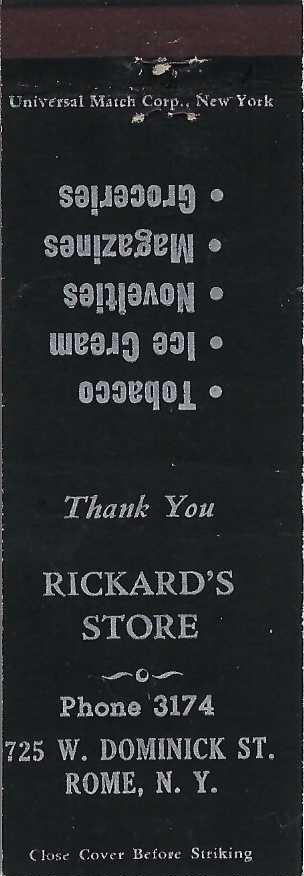 Universal Match Corp., New York
• Tobacco
• Ice Cream
• Novelties
• Magazines
• Groceries
Thank You
RICKARD'S
STORE
Phone 3174
725 W. DOMINICK ST.
ROME, N. Y.
Close Cover Before Striking